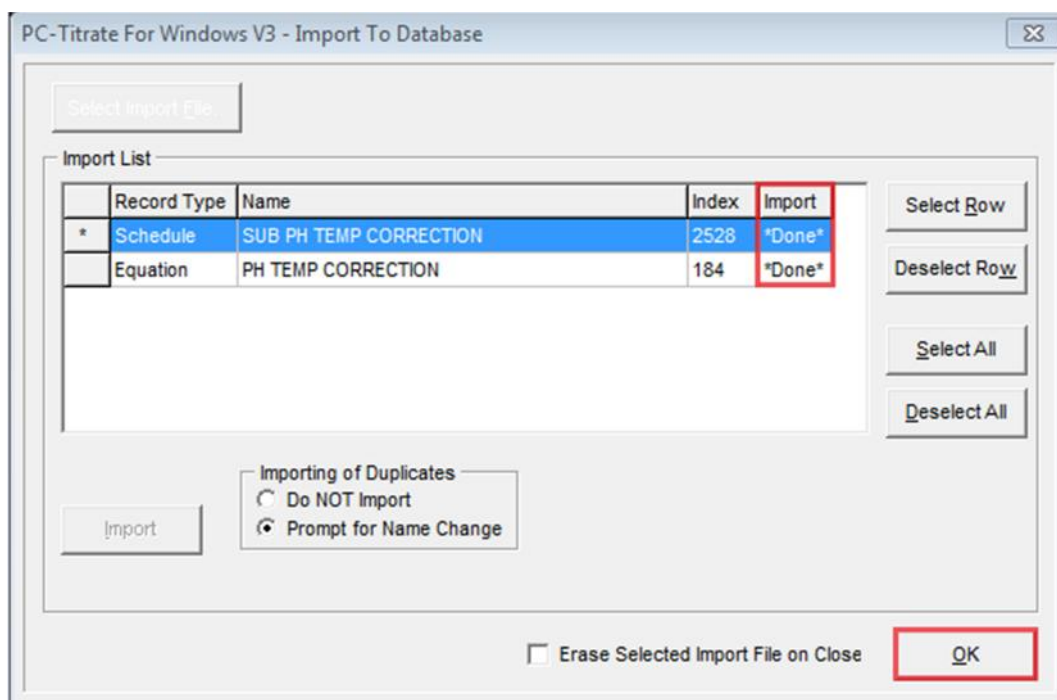 PC-Titrate For Windows V3 - Import To Database
Select Import File..
Import List
Record Type Name Index Import
* Schedule SUB PH TEMP CORRECTION 2528 *Done*
Equation PH TEMP CORRECTION 184 *Done*
Select Row
Deselect Row
Select All
Deselect All
Importing of Duplicates
Do NOT Import
Prompt for Name Change
Import
Erase Selected Import File on Close
OK